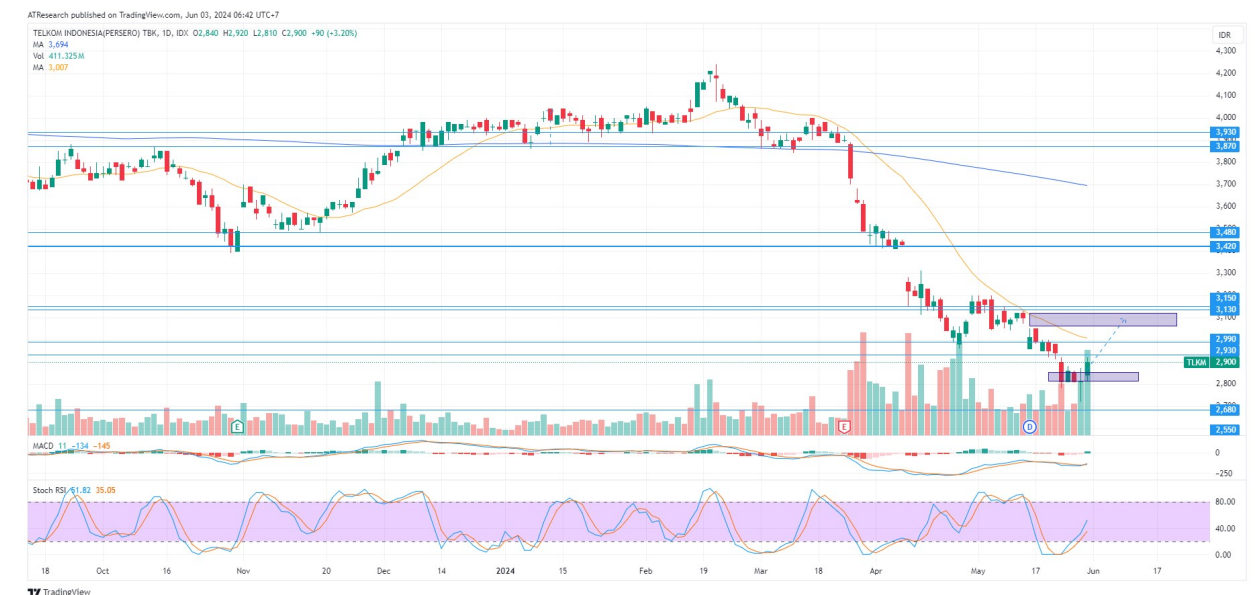 ATResearch published on TradingView.com, Jun 03, 2024 06:42 UTC+7
TELKOM INDONESIA(PERSERO) TBK, 1D, IDX O2,840 H2,920 L2,810 C2,900 +90 (+3.20%)
MA 3,694
Vol 411.325M
MA 3,007
IDR
4,300
4,200
4,100
4,000
3,930
3,870
3,800
3,700
3,600
3,480
3,420
3,300
3,150
3,130
3,100
2,990
2,930
TLKM 2,900
2,800
2,680
2,550
E
E
D
MACD 11 −134 −145
0
−250
Stoch RSI 51.82 35.05
80.00
40.00
0.00
18 Oct 16 Nov 20 Dec 14 2024 15 Feb 19 Mar 18 Apr May 17 Jun 17
TradingView